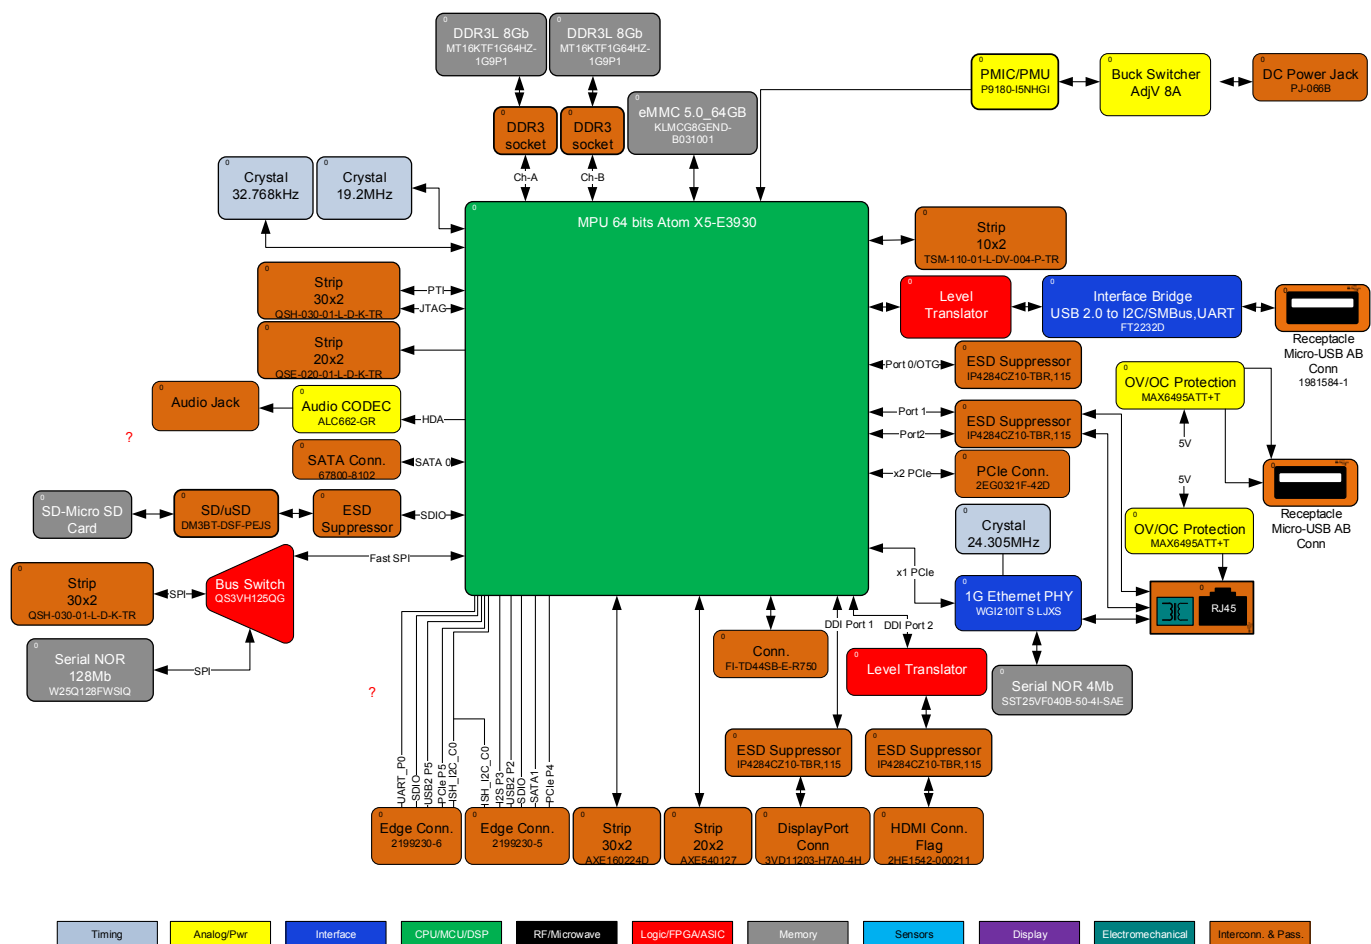 DDR3L 8Gb
MT16KTF1G64HZ-
1G9P1
DDR3L 8Gb
MT16KTF1G64HZ-
1G9P1
PMIC/PMU
P9180-I5NHGI
Buck Switcher
AdjV 8A
DC Power Jack
PJ-066B
DDR3
socket
DDR3
socket
eMMC 5.0_64GB
KLMCG8GEND-
B031001
Ch-A
Ch-B
Crystal
32.768kHz
Crystal
19.2MHz
MPU 64 bits Atom X5-E3930
Strip
10x2
TSM-110-01-L-DV-004-P-TR
Strip
30x2
QSH-030-01-L-D-K-TR
PTI
JTAG
Level
Translator
Interface Bridge
USB 2.0 to I2C/SMBus,UART
FT2232D
Receptacle
Micro-USB AB
Conn
1981584-1
Strip
20x2
QSE-020-01-L-D-K-TR
Port 0/OTG
ESD Suppressor
IP4284CZ10-TBR,115
OV/OC Protection
MAX6495ATT+T
Audio Jack
Audio CODEC
ALC662-GR
HDA
Port 1
Port2
ESD Suppressor
IP4284CZ10-TBR,115
5V
?
SATA Conn.
67800-8102
SATA 0
x2 PCIe
PCIe Conn.
2EG0321F-42D
5V
Receptacle
Micro-USB AB
Conn
SD-Micro SD
Card
SD/uSD
DM3BT-DSF-PEJS
ESD
Suppressor
SDIO
Crystal
24.305MHz
OV/OC Protection
MAX6495ATT+T
Fast SPI
Bus Switch
QS3VH125QG
Strip
30x2
QSH-030-01-L-D-K-TR
SPI
x1 PCIe
1G Ethernet PHY
WGI210IT S LJXS
RJ45
Serial NOR
128Mb
W25Q128FWSIQ
SPI
DDI Port 1
DDI Port 2
Conn.
FI-TD44SB-E-R750
Level Translator
Serial NOR 4Mb
SST25VF040B-50-4I-SAE
?
ESD Suppressor
IP4284CZ10-TBR,115
ESD Suppressor
IP4284CZ10-TBR,115
UART_P0
SDIO
USB2 P5
PCIe P5
ISH_I2C_C0
ISH_I2C_C0
I2S P3
USB2 P2
SDIO
SATA1
PCIe P4
Edge Conn.
2199230-6
Edge Conn.
2199230-5
Strip
30x2
AXE160224D
Strip
20x2
AXE540127
DisplayPort
Conn
3VD11203-H7A0-4H
HDMI Conn.
Flag
2HE1542-000211
Timing
Analog/Pwr
Interface
CPU/MCU/DSP
RF/Microwave
Logic/FPGA/ASIC
Memory
Sensors
Display
Electromechanical
Interconn. & Pass.